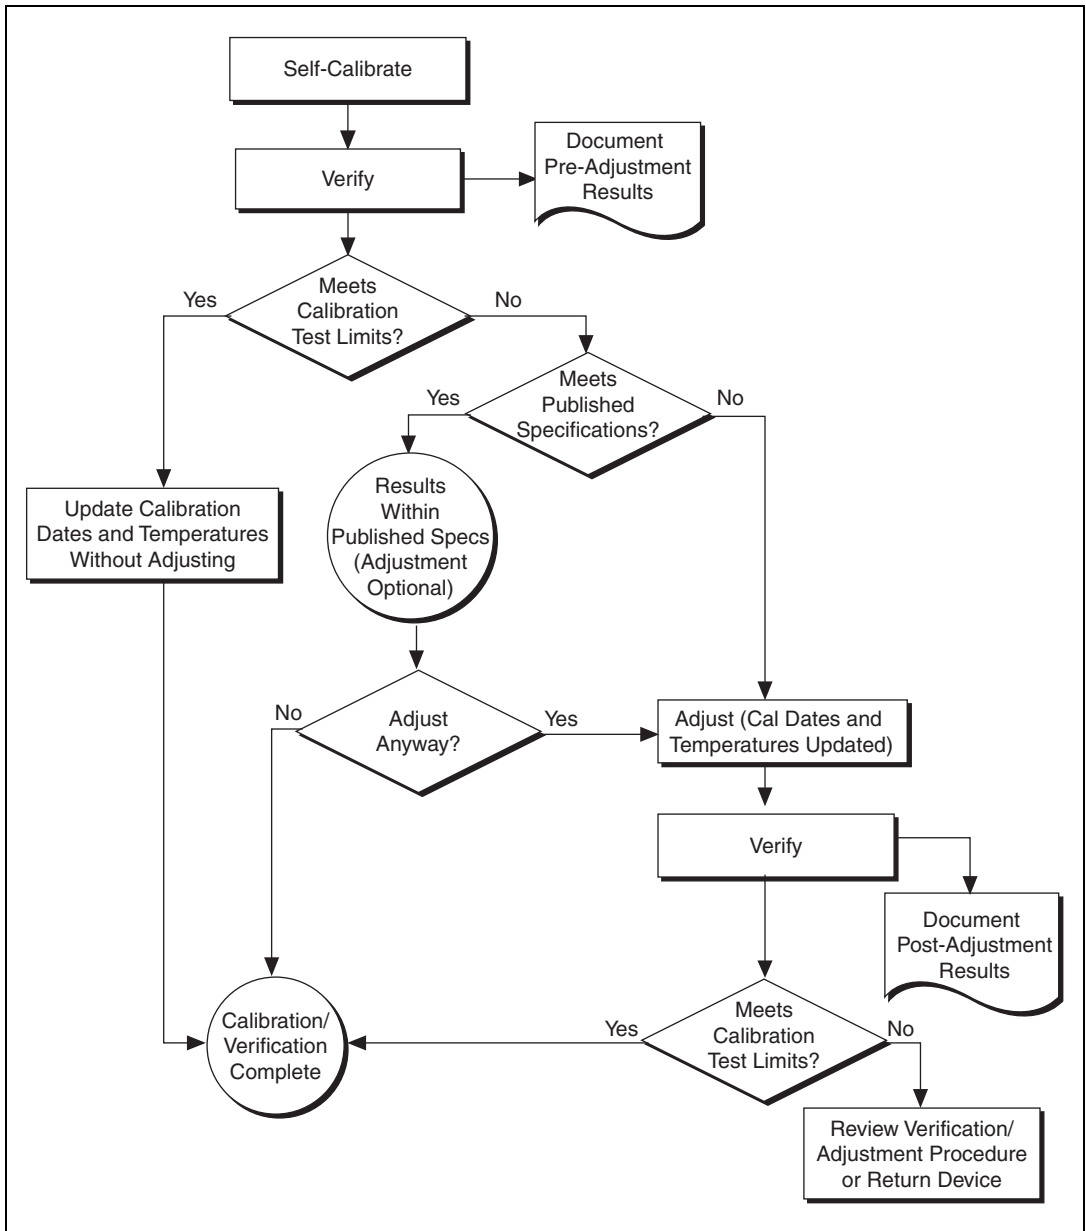 Self-Calibrate
Verify
Document
Pre-Adjustment
Results
Meets
Calibration
Test Limits?
Yes
No
Meets
Published
Specifications?
Yes
No
Update Calibration
Dates and Temperatures
Without Adjusting
Results
Within
Published Specs
(Adjustment
Optional)
Adjust
Anyway?
No
Yes
Adjust (Cal Dates and
Temperatures Updated)
Verify
Document
Post-Adjustment
Results
Calibration/
Verification
Complete
Yes
Meets
Calibration
Test Limits?
No
Review Verification/
Adjustment Procedure
or Return Device